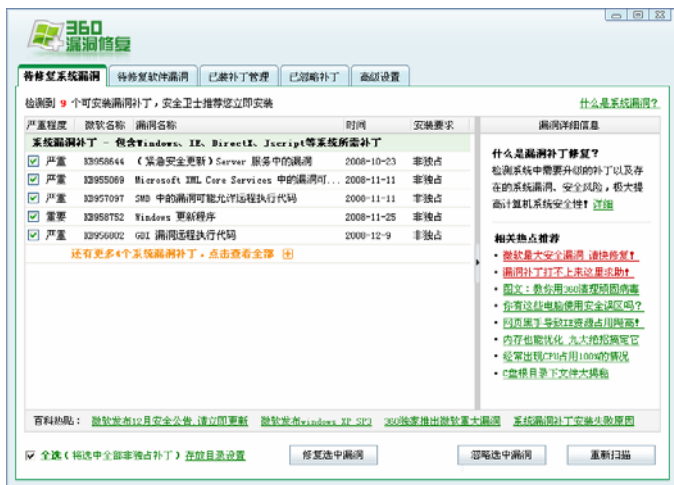 360
漏洞修复
待修复系统漏洞 待修复软件漏洞 已装补丁管理 已忽略补丁 高级设置
检测到 9 个可安装漏洞补丁，安全卫士推荐您立即安装 什么是系统漏洞?
严重程度 微软名称 漏洞名称 时间 安装要求
系统漏洞补丁 - 包含Windows、IE、DirectX、Jscript等系统所需补丁
严重 KB958644 （紧急安全更新）Server 服务中的漏洞 2008-10-23 非独占
严重 KB955069 Microsoft XML Core Services 中的漏洞可... 2008-11-11 非独占
严重 KB957097 SMB 中的漏洞可能允许远程执行代码 2008-11-11 非独占
重要 KB958752 Windows 更新程序 2008-11-25 非独占
严重 KB956802 GDI 漏洞远程执行代码 2008-12-9 非独占
还有更多4个系统漏洞补丁，点击查看全部
漏洞详细信息
什么是漏洞补丁修复?
检测系统中需要升级的补丁以及存
在的系统漏洞、安全风险，极大提
高计算机系统安全性! 详细
相关热点推荐
微软最大安全漏洞 请快修复!
漏洞补丁打不上来这里求助!
图文：教你用360清理顽固病毒
你有这些电脑使用安全误区吗?
网页黑手导致IE资源占用飚高!
内存也能优化 九大绝招搞定它
经常出现CPU占用100%的情况
C盘根目录下文件大揭秘
百科热贴： 微软发布12月安全公告,请立即更新 微软发布windows XP SP3 360独家推出微软重大漏洞 系统漏洞补丁安装失败原因
全选（将选中全部非独占补丁） 存放目录设置 修复选中漏洞 忽略选中漏洞 重新扫描